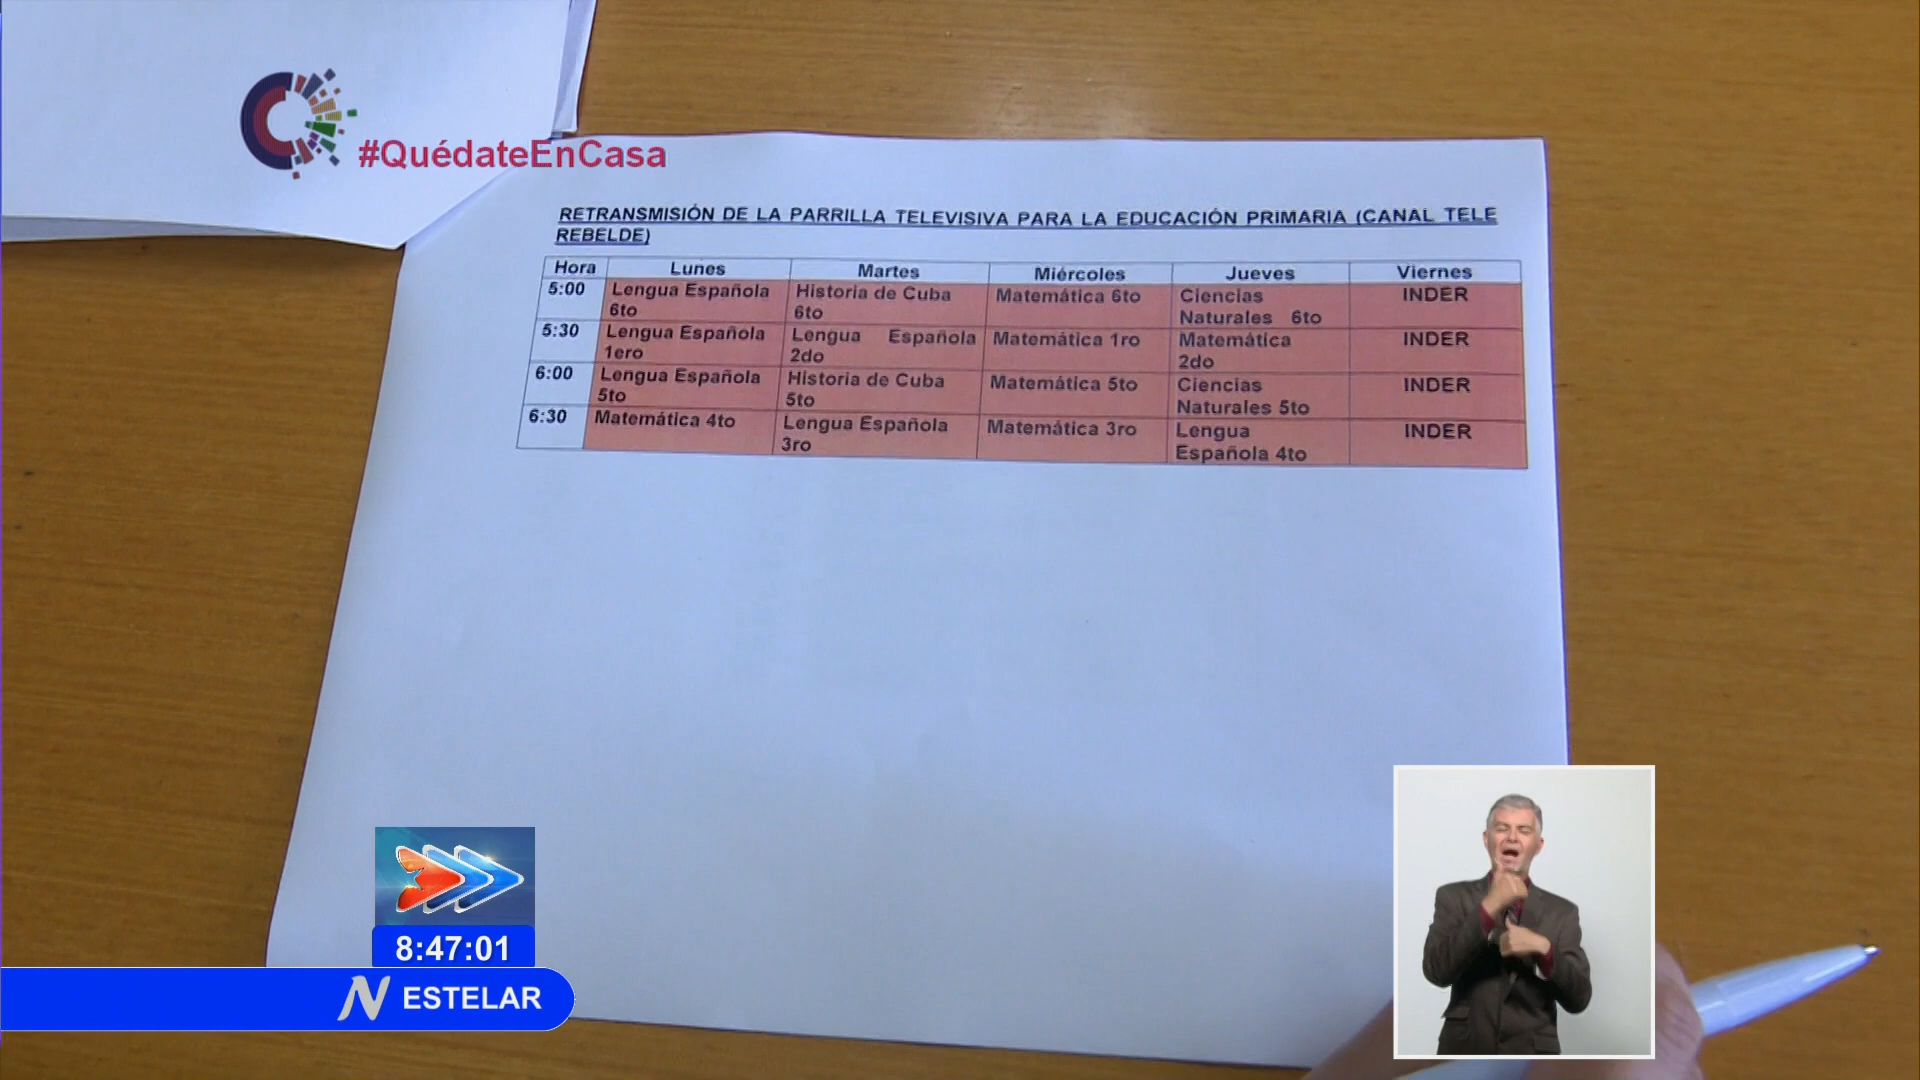 #QuédateEnCasa
RETRANSMISIÓN DE LA PARRILLA TELEVISIVA PARA LA EDUCACIÓN PRIMARIA (CANAL TELE
REBELDE)
Hora Lunes Martes Miércoles Jueves Viernes
5:00 Lengua Española Historia de Cuba Matemática 6to Ciencias INDER
6to 6to Naturales 6to
5:30 Lengua Española Lengua Española Matemática 1ro Matemática INDER
1ero 2do 2do
6:00 Lengua Española Historia de Cuba Matemática 5to Ciencias INDER
5to 5to Naturales 5to
6:30 Matemática 4to Lengua Española Matemática 3ro Lengua INDER
3ro Española 4to
8:47:01
N ESTELAR